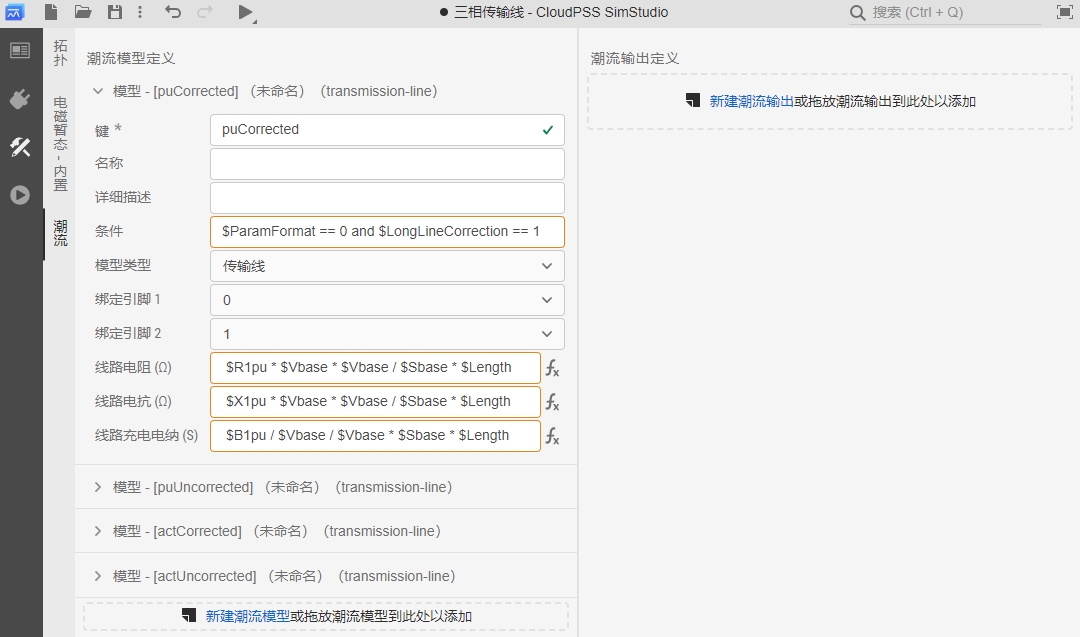 三相传输线 - CloudPSS SimStudio
搜索 (Ctrl + Q)
拓扑
电磁暂态-内置
潮流
潮流模型定义
模型 - [puCorrected] （未命名）（transmission-line）
键 *
puCorrected
名称
详细描述
条件
$ParamFormat == 0 and $LongLineCorrection == 1
模型类型
传输线
绑定引脚 1
0
绑定引脚 2
1
线路电阻 (Ω)
$R1pu * $Vbase * $Vbase / $Sbase * $Length
线路电抗 (Ω)
$X1pu * $Vbase * $Vbase / $Sbase * $Length
线路充电电纳 (S)
$B1pu / $Vbase / $Vbase * $Sbase * $Length
模型 - [puUncorrected] （未命名）（transmission-line）
模型 - [actCorrected] （未命名）（transmission-line）
模型 - [actUncorrected] （未命名）（transmission-line）
新建潮流模型或拖放潮流模型到此处以添加
潮流输出定义
新建潮流输出或拖放潮流输出到此处以添加